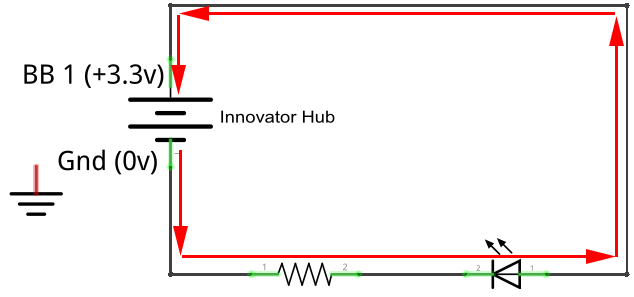 BB 1 (+3.3v)
Innovator Hub
Gnd (0v)
1
2
2
1